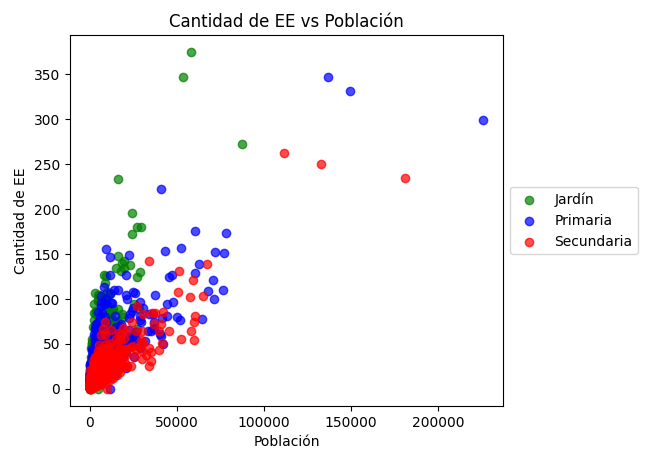 Cantidad de EE vs Población
Cantidad de EE
350
300
250
200
150
100
50
0
0 50000 100000 150000 200000
Población
Jardín
Primaria
Secundaria